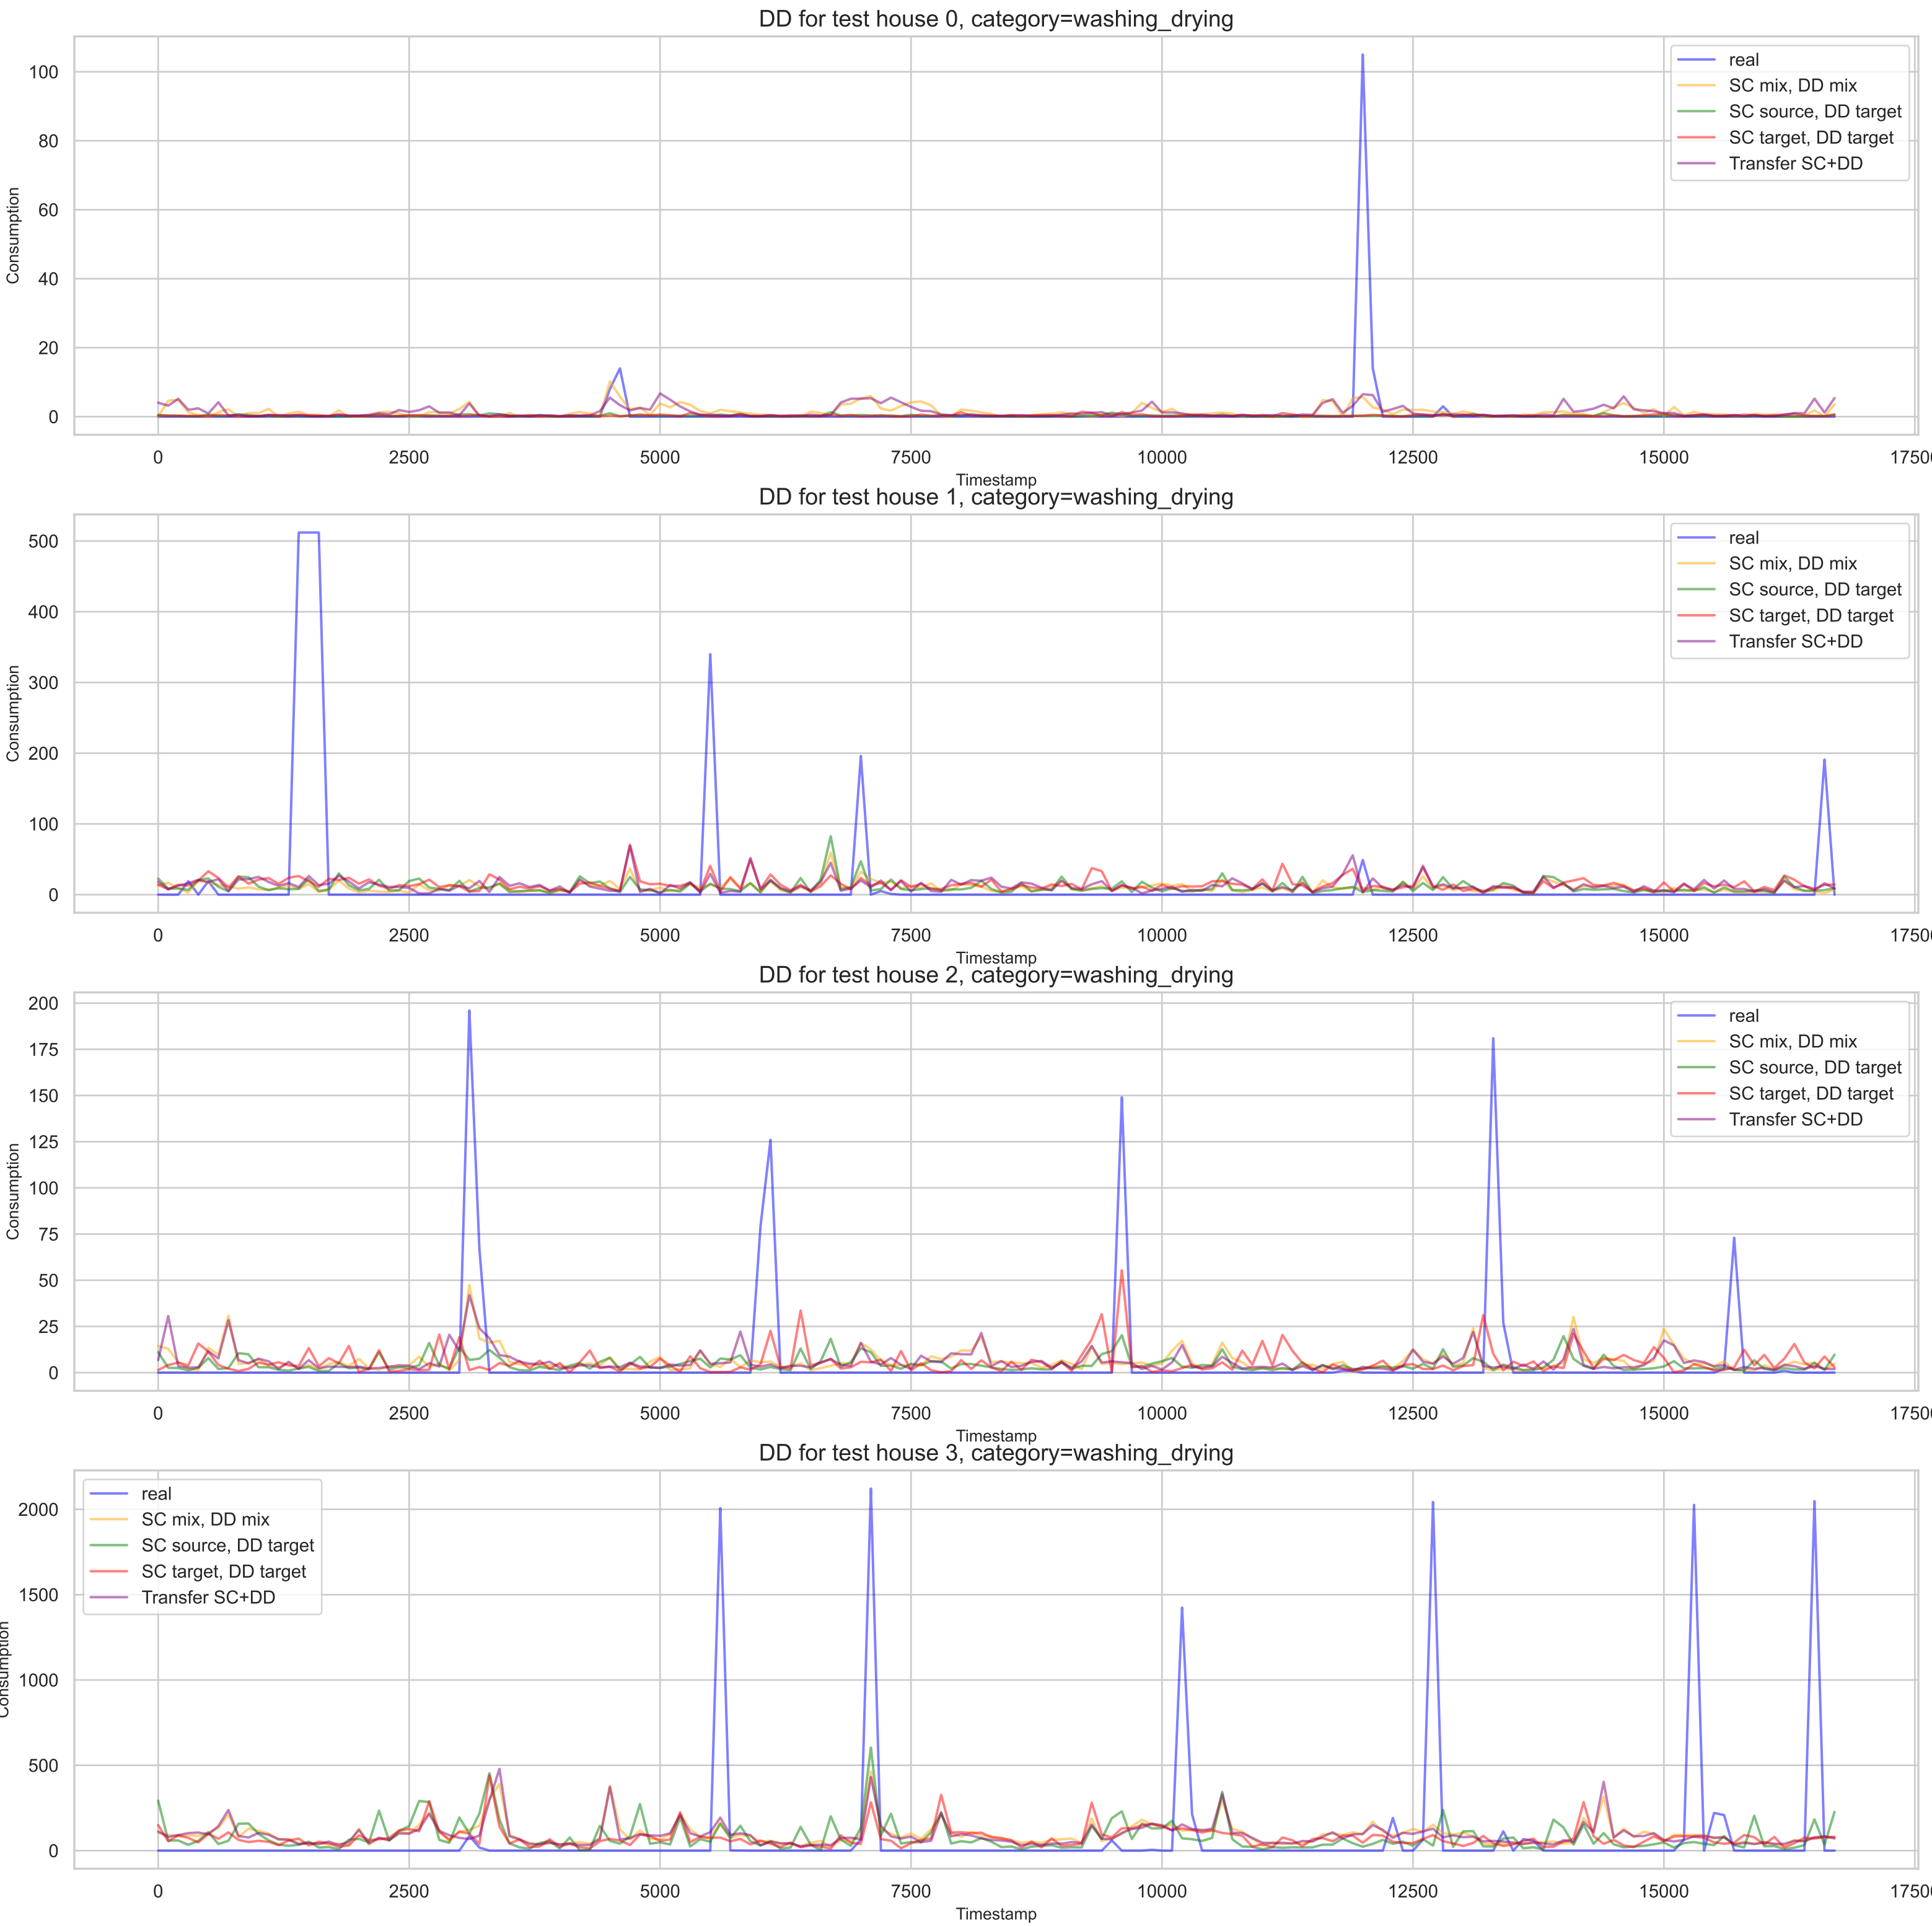 DD for test house 0, category=washing_drying
100
80
60
40
20
0
Consumption
real
SC mix, DD mix
SC source, DD target
SC target, DD target
Transfer SC+DD
0 2500 5000 7500 10000 12500 15000 1750
Timestamp
DD for test house 1, category=washing_drying
500
400
300
200
100
0
Consumption
real
SC mix, DD mix
SC source, DD target
SC target, DD target
Transfer SC+DD
0 2500 5000 7500 10000 12500 15000 1750
Timestamp
DD for test house 2, category=washing_drying
200
175
150
125
100
75
50
25
0
Consumption
real
SC mix, DD mix
SC source, DD target
SC target, DD target
Transfer SC+DD
0 2500 5000 7500 10000 12500 15000 1750
Timestamp
DD for test house 3, category=washing_drying
2000
1500
1000
500
0
Consumption
real
SC mix, DD mix
SC source, DD target
SC target, DD target
Transfer SC+DD
0 2500 5000 7500 10000 12500 15000 1750
Timestamp